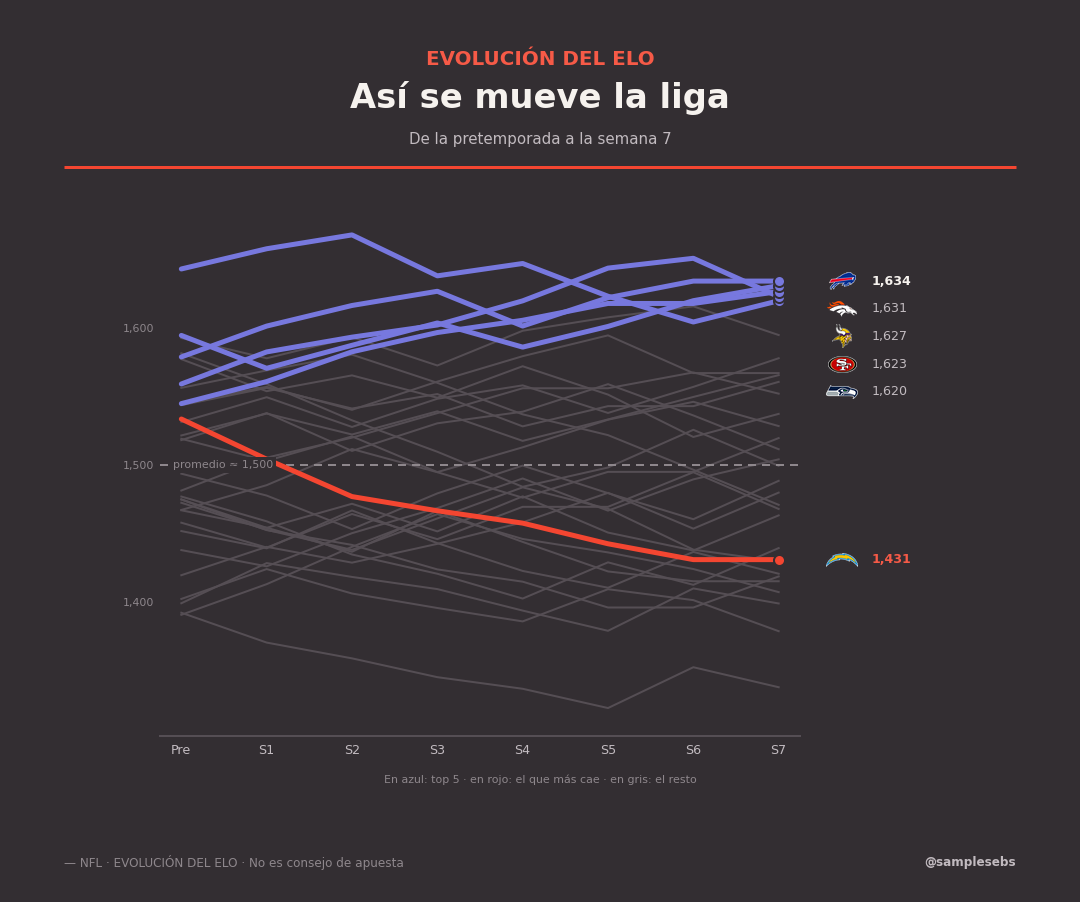 EVOLUCIÓN DEL ELO
Así se mueve la liga
De la pretemporada a la semana 7
1,634
1,631
1,600
1,627
1,623
1,620
1,500
promedio ≈ 1,500
1,431
1,400
Pre S1 S2 S3 S4 S5 S6 S7
En azul: top 5 · en rojo: el que más cae · en gris: el resto
— NFL · EVOLUCIÓN DEL ELO · No es consejo de apuesta
@samplesebs